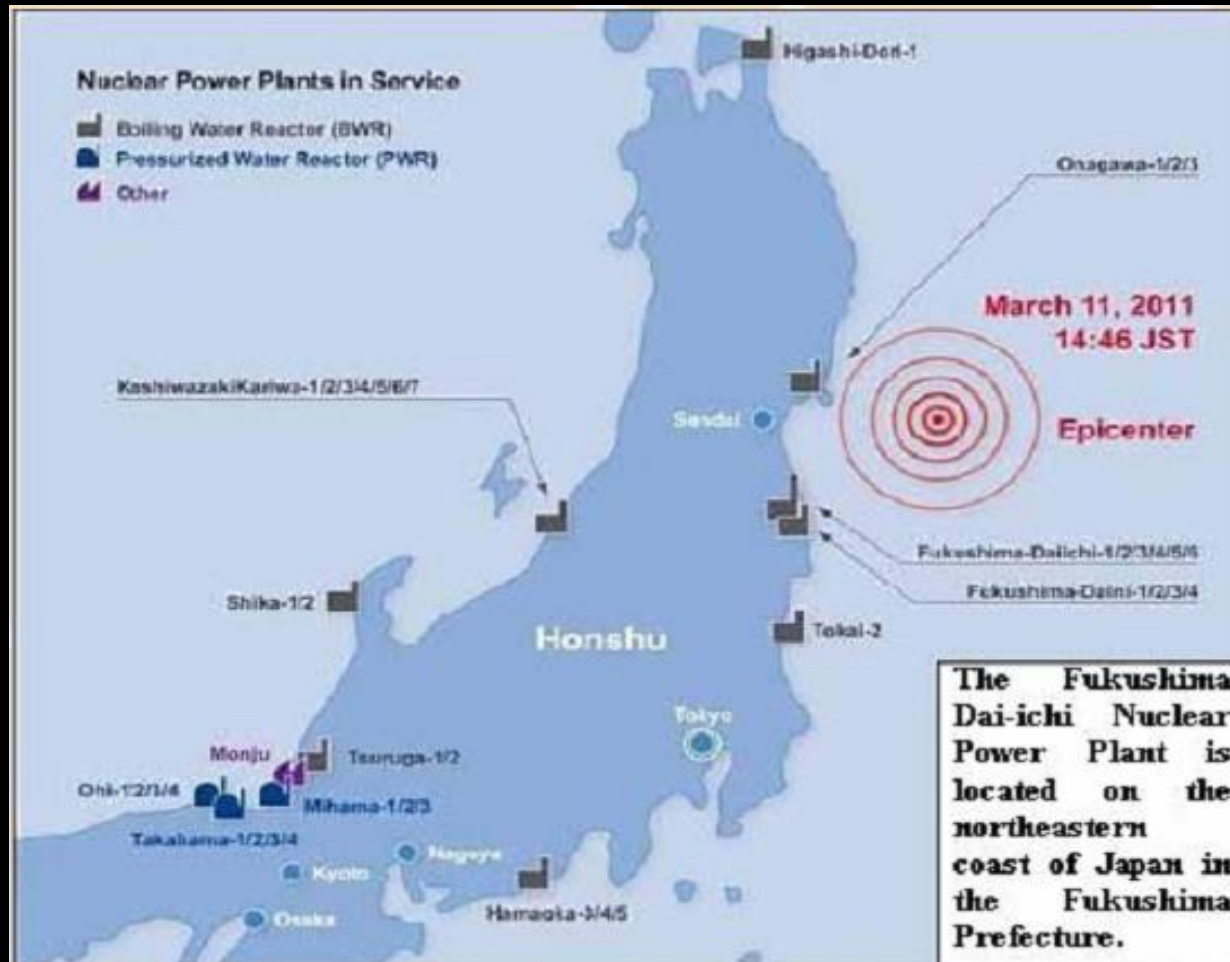 Nuclear Power Plants in Service
Boiling Water Reactor (BWR)
Pressurized Water Reactor (PWR)
Other
Higashi-Dori-1
Onagawa-1/2/3
March 11, 2011
14:46 JST
Epicenter
KashiwazakiKariwa-1/2/3/4/5/6/7
Sendai
Fukushima-Daiichi-1/2/3/4/5/6
Fukushima-Daini-1/2/3/4
Shika-1/2
Tokai-2
Honshu
Tokyo
Monju
Tsuruga-1/2
Ohi-1/2/3/4
Mihama-1/2/3
Takahama-1/2/3/4
Nagoya
Kyoto
Hamaoka-3/4/5
Osaka
The Fukushima
Dai-ichi Nuclear
Power Plant is
located on the
northeastern
coast of Japan in
the Fukushima
Prefecture.